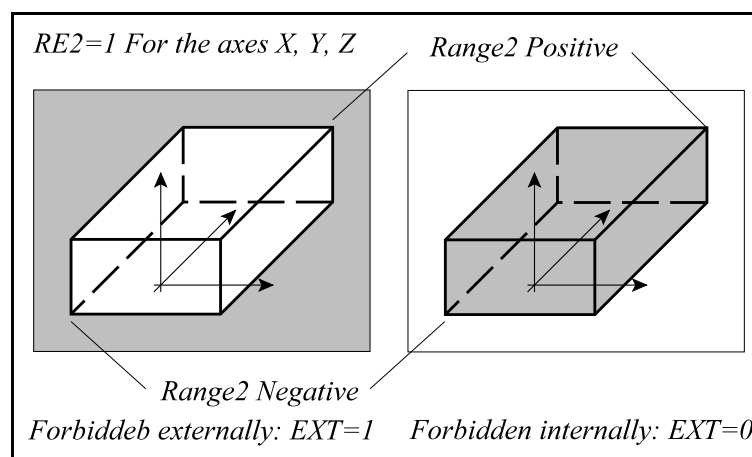 RE2=1 For the axes X, Y, Z
Range2 Positive
Range2 Negative
Forbiddeb externally: EXT=1
Forbidden internally: EXT=0